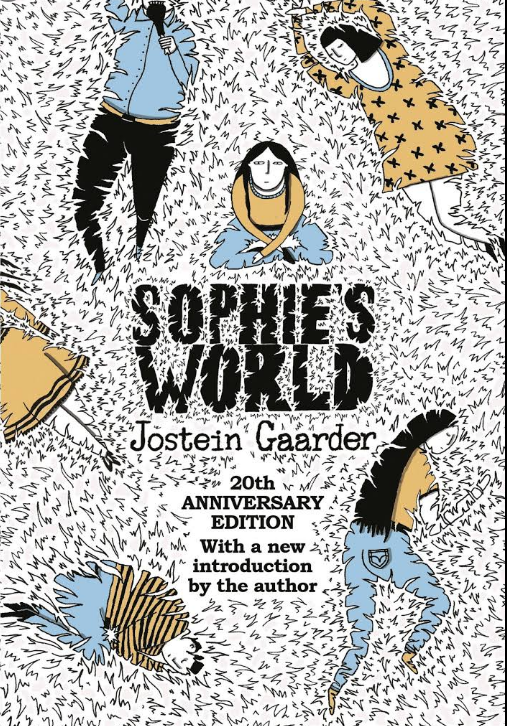 SOPHIE'S
WORLD
Jostein Gaarder
20th
ANNIVERSARY
EDITION
With a new
introduction
by the author